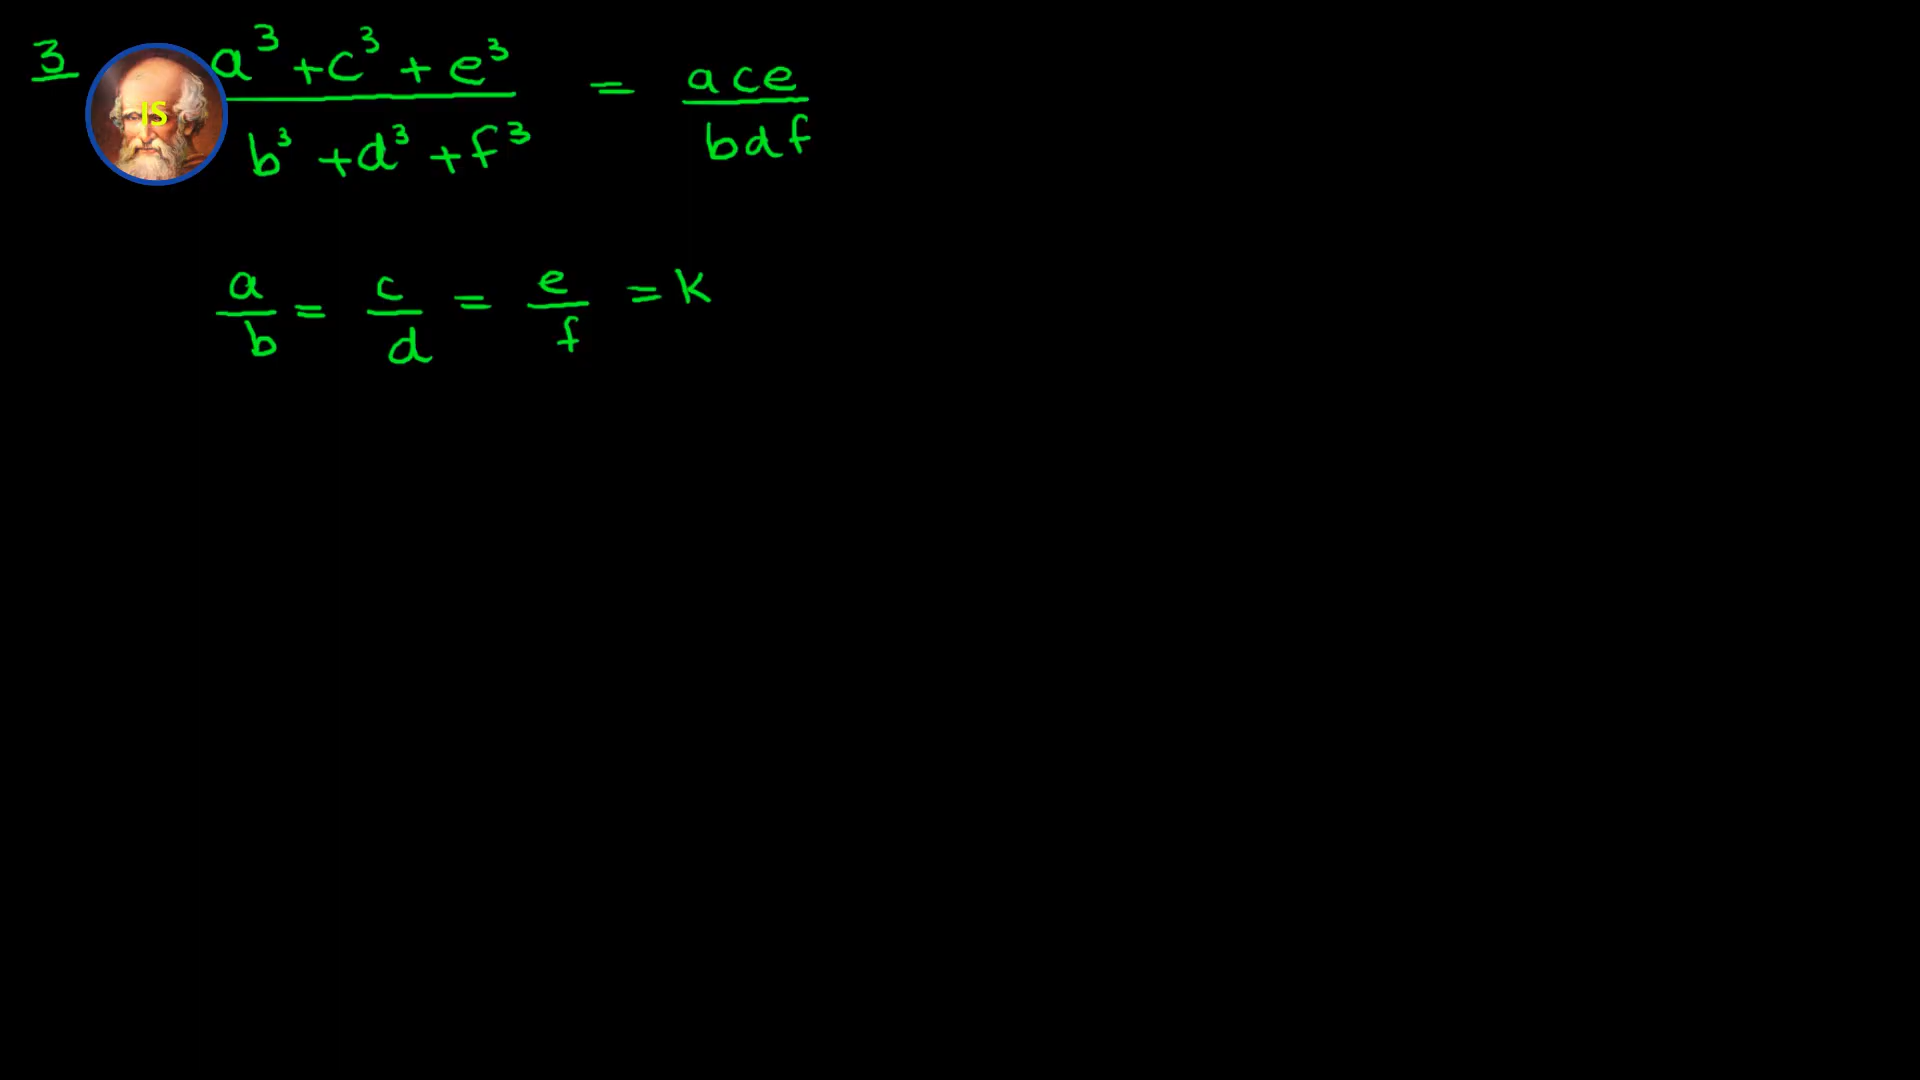 3 a³ + c³ + e³ / b³ + d³ + f³ = ace / bdf
IS
a/b = c/d = e/f = k